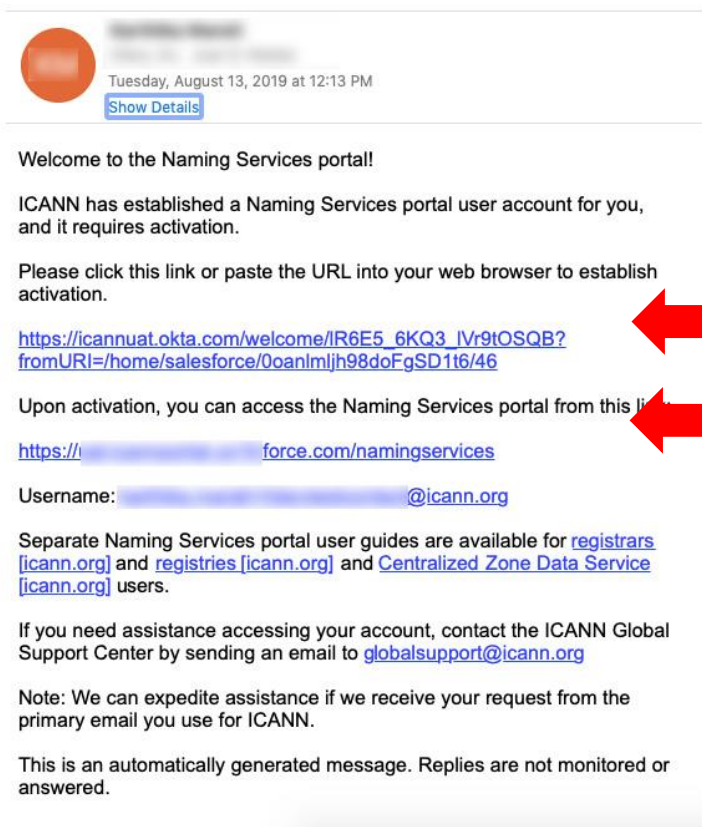 Tuesday, August 13, 2019 at 12:13 PM
Show Details
Welcome to the Naming Services portal!
ICANN has established a Naming Services portal user account for you,
and it requires activation.
Please click this link or paste the URL into your web browser to establish
activation.
https://icannuat.okta.com/welcome/lR6E5_6KQ3_lVr9tOSQB?
fromURI=/home/salesforce/0oanlmljh98doFgSD1t6/46
Upon activation, you can access the Naming Services portal from this
https:// force.com/namingservices
Username: @icann.org
Separate Naming Services portal user guides are available for registrars
[icann.org] and registries [icann.org] and Centralized Zone Data Service
[icann.org] users.
If you need assistance accessing your account, contact the ICANN Global
Support Center by sending an email to globalsupport@icann.org
Note: We can expedite assistance if we receive your request from the
primary email you use for ICANN.
This is an automatically generated message. Replies are not monitored or
answered.